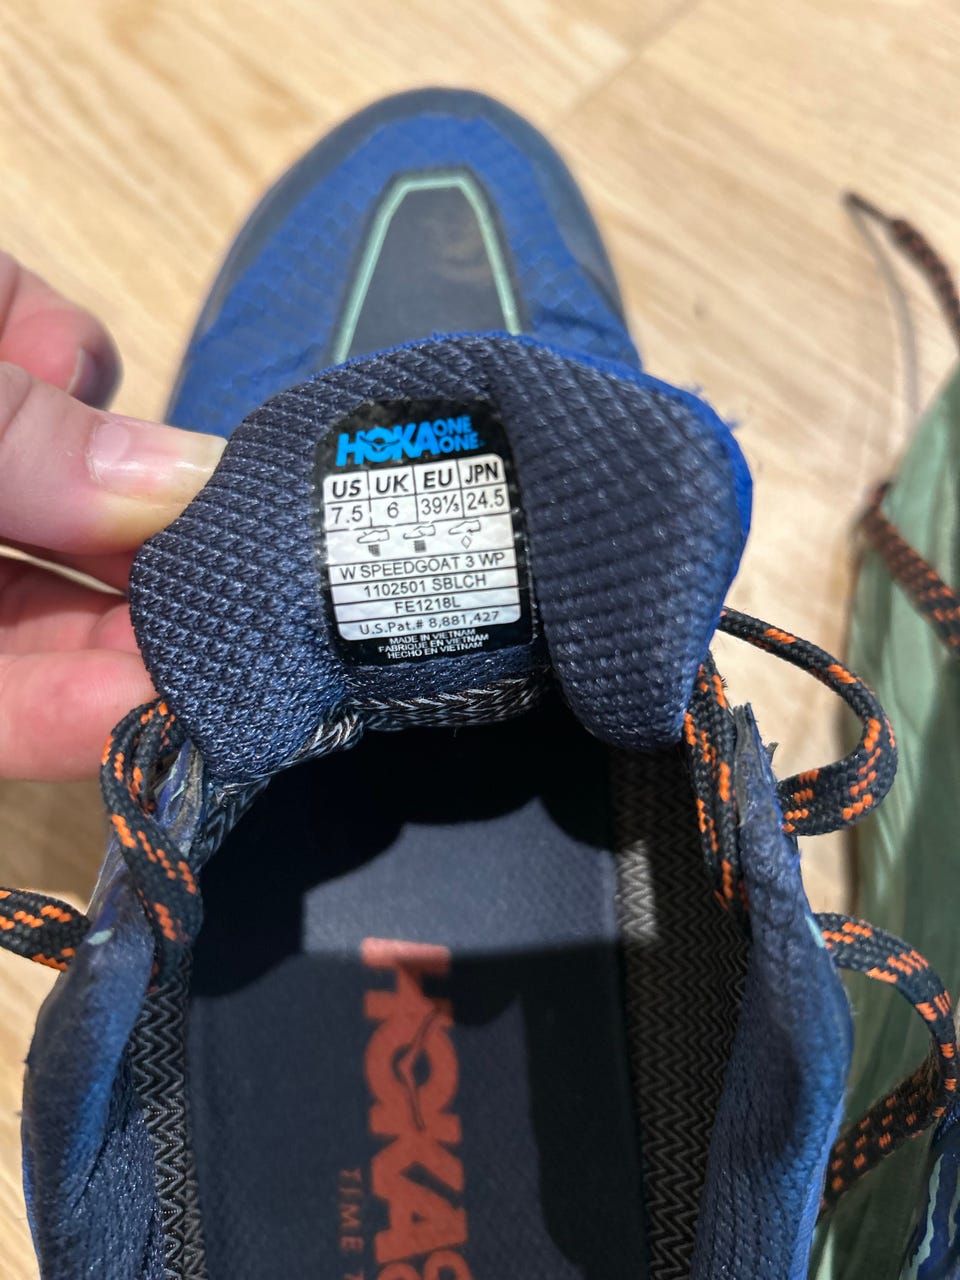 HOKA ONE ONE
US UK EU JPN
7.5 6 39⅓ 24.5
W SPEEDGOAT 3 WP
1102501 SBLCH
FE1218L
U.S.Pat.# 8,881,427
MADE IN VIETNAM
FABRIQUE EN VIETNAM
HECHO EN VIETNAM
HOKA
TIME